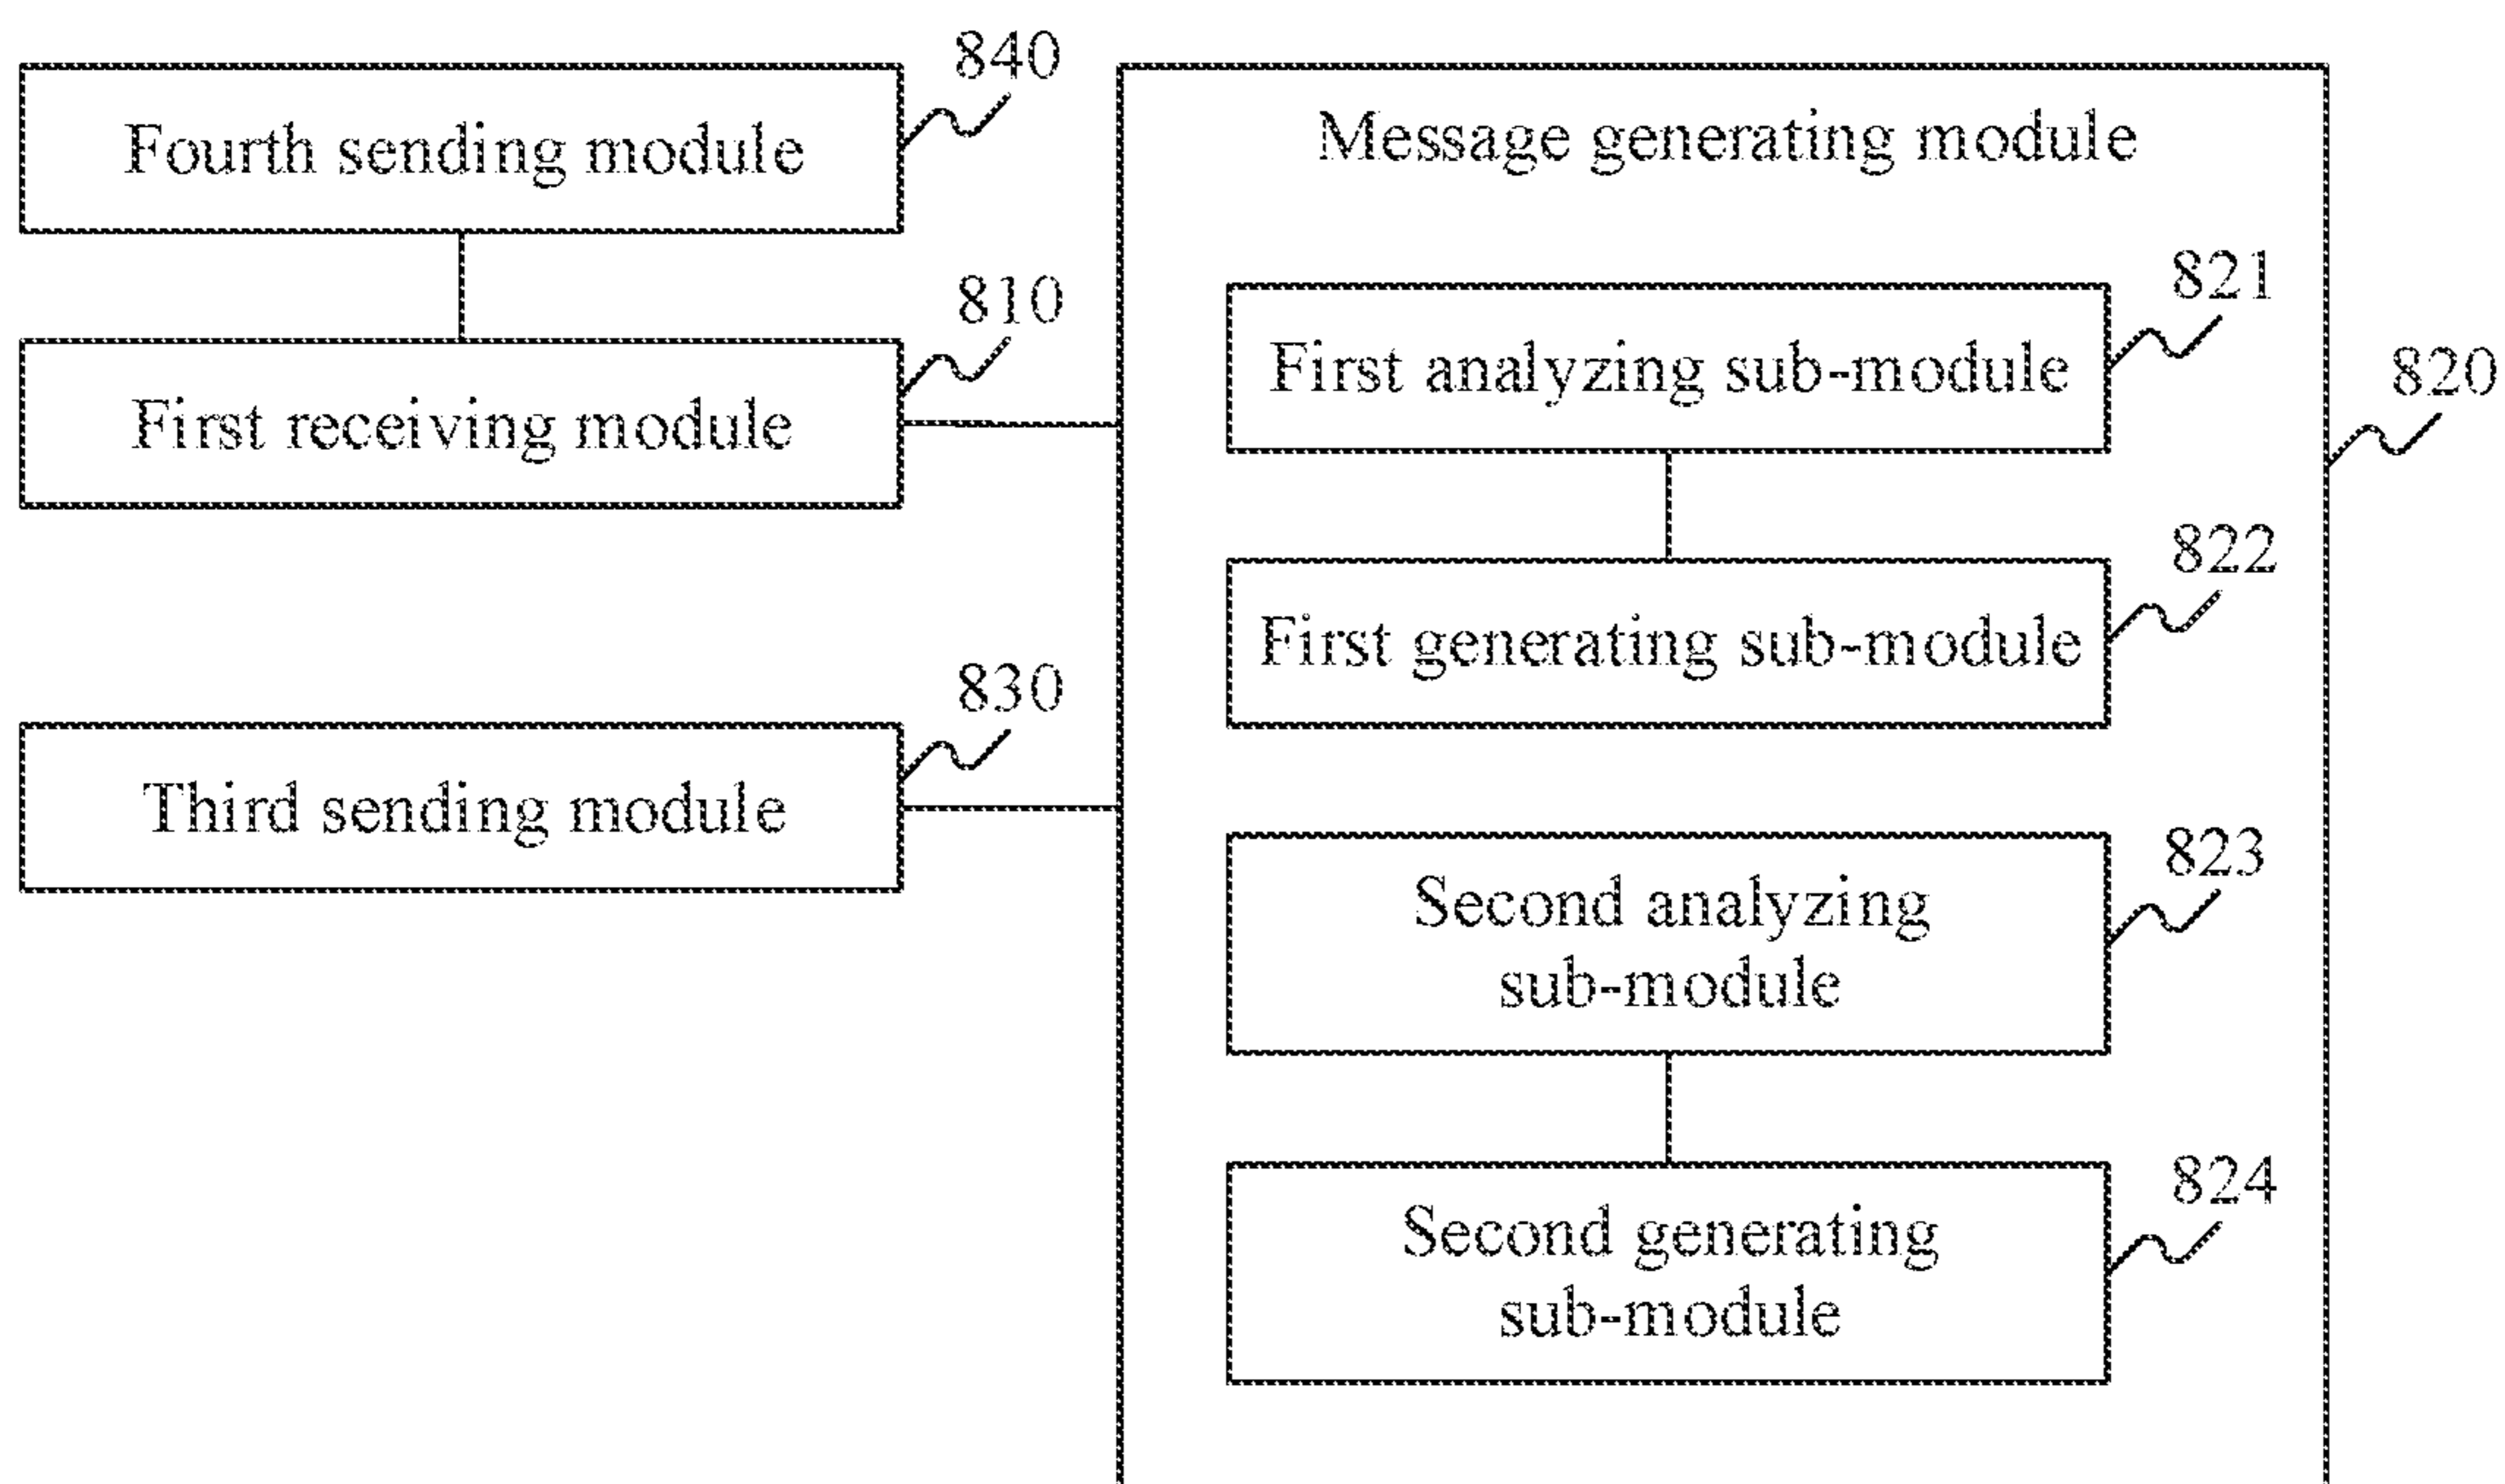 840
Fourth sending module
810
First receiving module
830
Third sending module
Message generating module
821
First analyzing sub-module
820
822
First generating sub-module
823
Second analyzing
sub-module
824
Second generating
sub-module